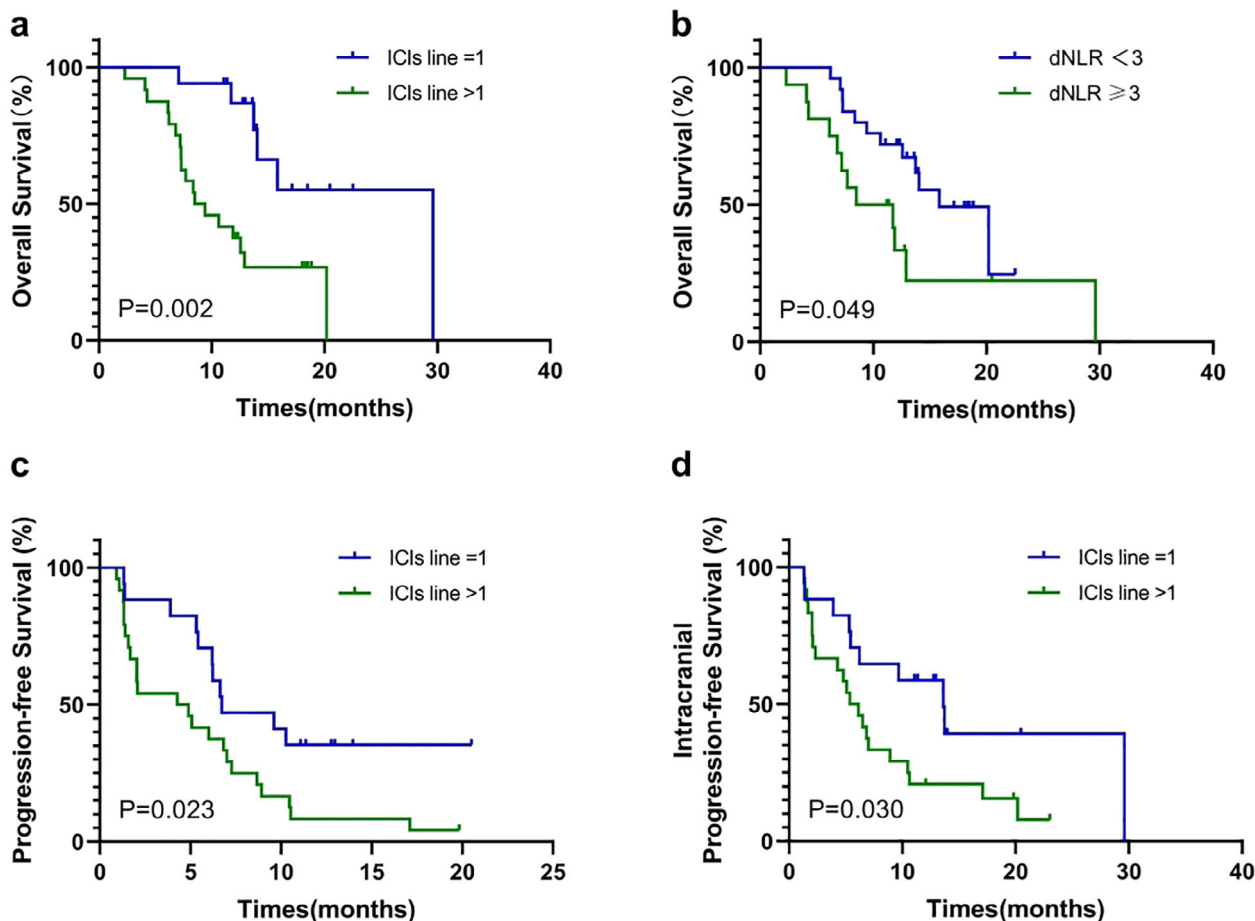 a
ICIs line =1
ICIs line >1
Overall Survival(%)
100
50
0
P=0.002
0 10 20 30 40
Times(months)
b
dNLR <3
dNLR ≥3
Overall Survival (%)
100
50
0
P=0.049
0 10 20 30 40
Times(months)
c
ICIs line =1
ICIs line >1
Progression-free Survival (%)
100
50
0
P=0.023
0 5 10 15 20 25
Times(months)
d
ICIs line =1
ICIs line >1
Intracranial
Progression-free Survival (%)
100
50
0
P=0.030
0 10 20 30 40
Times(months)